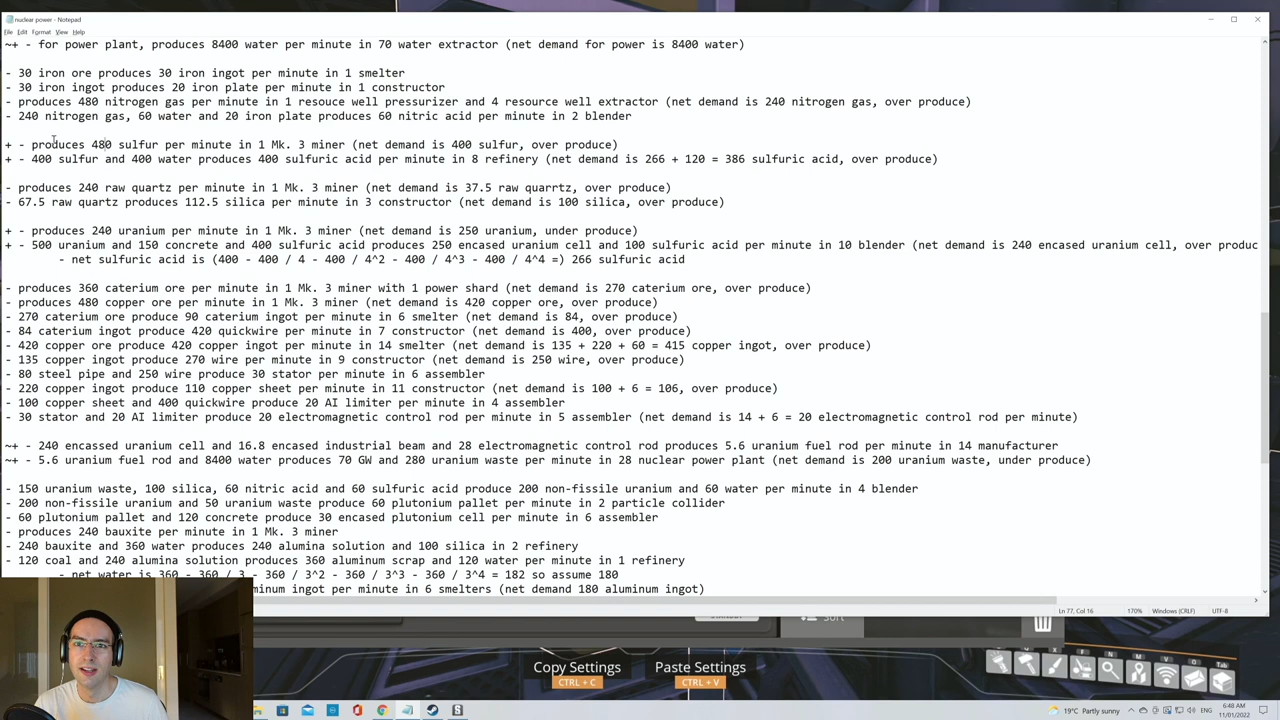 nuclear power - Notepad
File Edit Format View Help
~+ - for power plant, produces 8400 water per minute in 70 water extractor (net demand for power is 8400 water)
- 30 iron ore produces 30 iron ingot per minute in 1 smelter
- 30 iron ingot produces 20 iron plate per minute in 1 constructor
- produces 480 nitrogen gas per minute in 1 resouce well pressurizer and 4 resource well extractor (net demand is 240 nitrogen gas, over produce)
- 240 nitrogen gas, 60 water and 20 iron plate produces 60 nitric acid per minute in 2 blender
+ - produces 480 sulfur per minute in 1 Mk. 3 miner (net demand is 400 sulfur, over produce)
+ - 400 sulfur and 400 water produces 400 sulfuric acid per minute in 8 refinery (net demand is 266 + 120 = 386 sulfuric acid, over produce)
- produces 240 raw quartz per minute in 1 Mk. 3 miner (net demand is 37.5 raw quarrtz, over produce)
- 67.5 raw quartz produces 112.5 silica per minute in 3 constructor (net demand is 100 silica, over produce)
+ - produces 240 uranium per minute in 1 Mk. 3 miner (net demand is 250 uranium, under produce)
+ - 500 uranium and 150 concrete and 400 sulfuric acid produces 250 encased uranium cell and 100 sulfuric acid per minute in 10 blender (net demand is 240 encased uranium cell, over produc
- net sulfuric acid is (400 - 400 / 4 - 400 / 4^2 - 400 / 4^3 - 400 / 4^4 =) 266 sulfuric acid
- produces 360 caterium ore per minute in 1 Mk. 3 miner with 1 power shard (net demand is 270 caterium ore, over produce)
- produces 480 copper ore per minute in 1 Mk. 3 miner (net demand is 420 copper ore, over produce)
- 270 caterium ore produce 90 caterium ingot per minute in 6 smelter (net demand is 84, over produce)
- 84 caterium ingot produce 420 quickwire per minute in 7 constructor (net demand is 400, over produce)
- 420 copper ore produce 420 copper ingot per minute in 14 smelter (net demand is 135 + 220 + 60 = 415 copper ingot, over produce)
- 135 copper ingot produce 270 wire per minute in 9 constructor (net demand is 250 wire, over produce)
- 80 steel pipe and 250 wire produce 30 stator per minute in 6 assembler
- 220 copper ingot produce 110 copper sheet per minute in 11 constructor (net demand is 100 + 6 = 106, over produce)
- 100 copper sheet and 400 quickwire produce 20 AI limiter per minute in 4 assembler
- 30 stator and 20 AI limiter produce 20 electromagnetic control rod per minute in 5 assembler (net demand is 14 + 6 = 20 electromagnetic control rod per minute)
~+ - 240 encassed uranium cell and 16.8 encased industrial beam and 28 electromagnetic control rod produces 5.6 uranium fuel rod per minute in 14 manufacturer
~+ - 5.6 uranium fuel rod and 8400 water produces 70 GW and 280 uranium waste per minute in 28 nuclear power plant (net demand is 200 uranium waste, under produce)
- 150 uranium waste, 100 silica, 60 nitric acid and 60 sulfuric acid produce 200 non-fissile uranium and 60 water per minute in 4 blender
- 200 non-fissile uranium and 50 uranium waste produce 60 plutonium pallet per minute in 2 particle collider
- 60 plutonium pallet and 120 concrete produce 30 encased plutonium cell per minute in 6 assembler
- produces 240 bauxite per minute in 1 Mk. 3 miner
- 240 bauxite and 360 water produces 240 alumina solution and 100 silica in 2 refinery
- 120 coal and 240 alumina solution produces 360 aluminum scrap and 120 water per minute in 1 refinery
- net water is 360 - 360 / 3 - 360 / 3^2 - 360 / 3^3 - 360 / 3^4 = 182 so assume 180
minum ingot per minute in 6 smelters (net demand 180 aluminum ingot)
Ln 77, Col 16 170% Windows (CRLF) UTF-8
Copy Settings Paste Settings
CTRL + C CTRL + V
19°C Partly sunny ENG 6:48 AM
11/01/2022